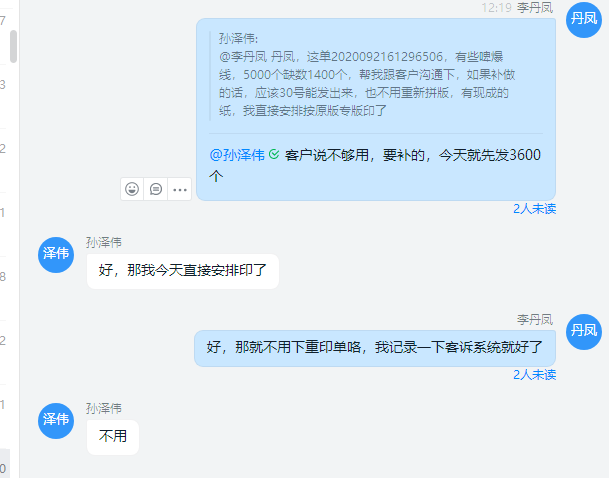 7
12:19 李丹凤
丹凤
孙泽伟:
@李丹凤 丹凤，这单2020092161296506，有些啤爆
线，5000个缺数1400个，帮我跟客户沟通下，如果补做
的话，应该30号能发出来，也不用重新拼版，有现成的
纸，我直接安排按原版专版印了
3
@孙泽伟 客户说不够用，要补的，今天就先发3600
个
2
2人未读
1
孙泽伟
泽伟
好，那我今天直接安排印了
8
李丹凤
丹凤
2
好，那就不用下重印单咯，我记录一下客诉系统就好了
2人未读
1
孙泽伟
泽伟
不用
0